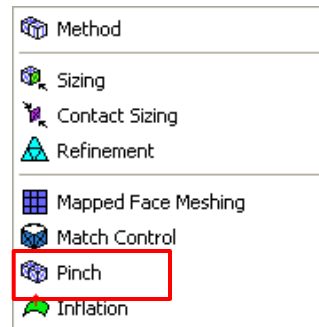 Method
Sizing
Contact Sizing
Refinement
Mapped Face Meshing
Match Control
Pinch
Inflation